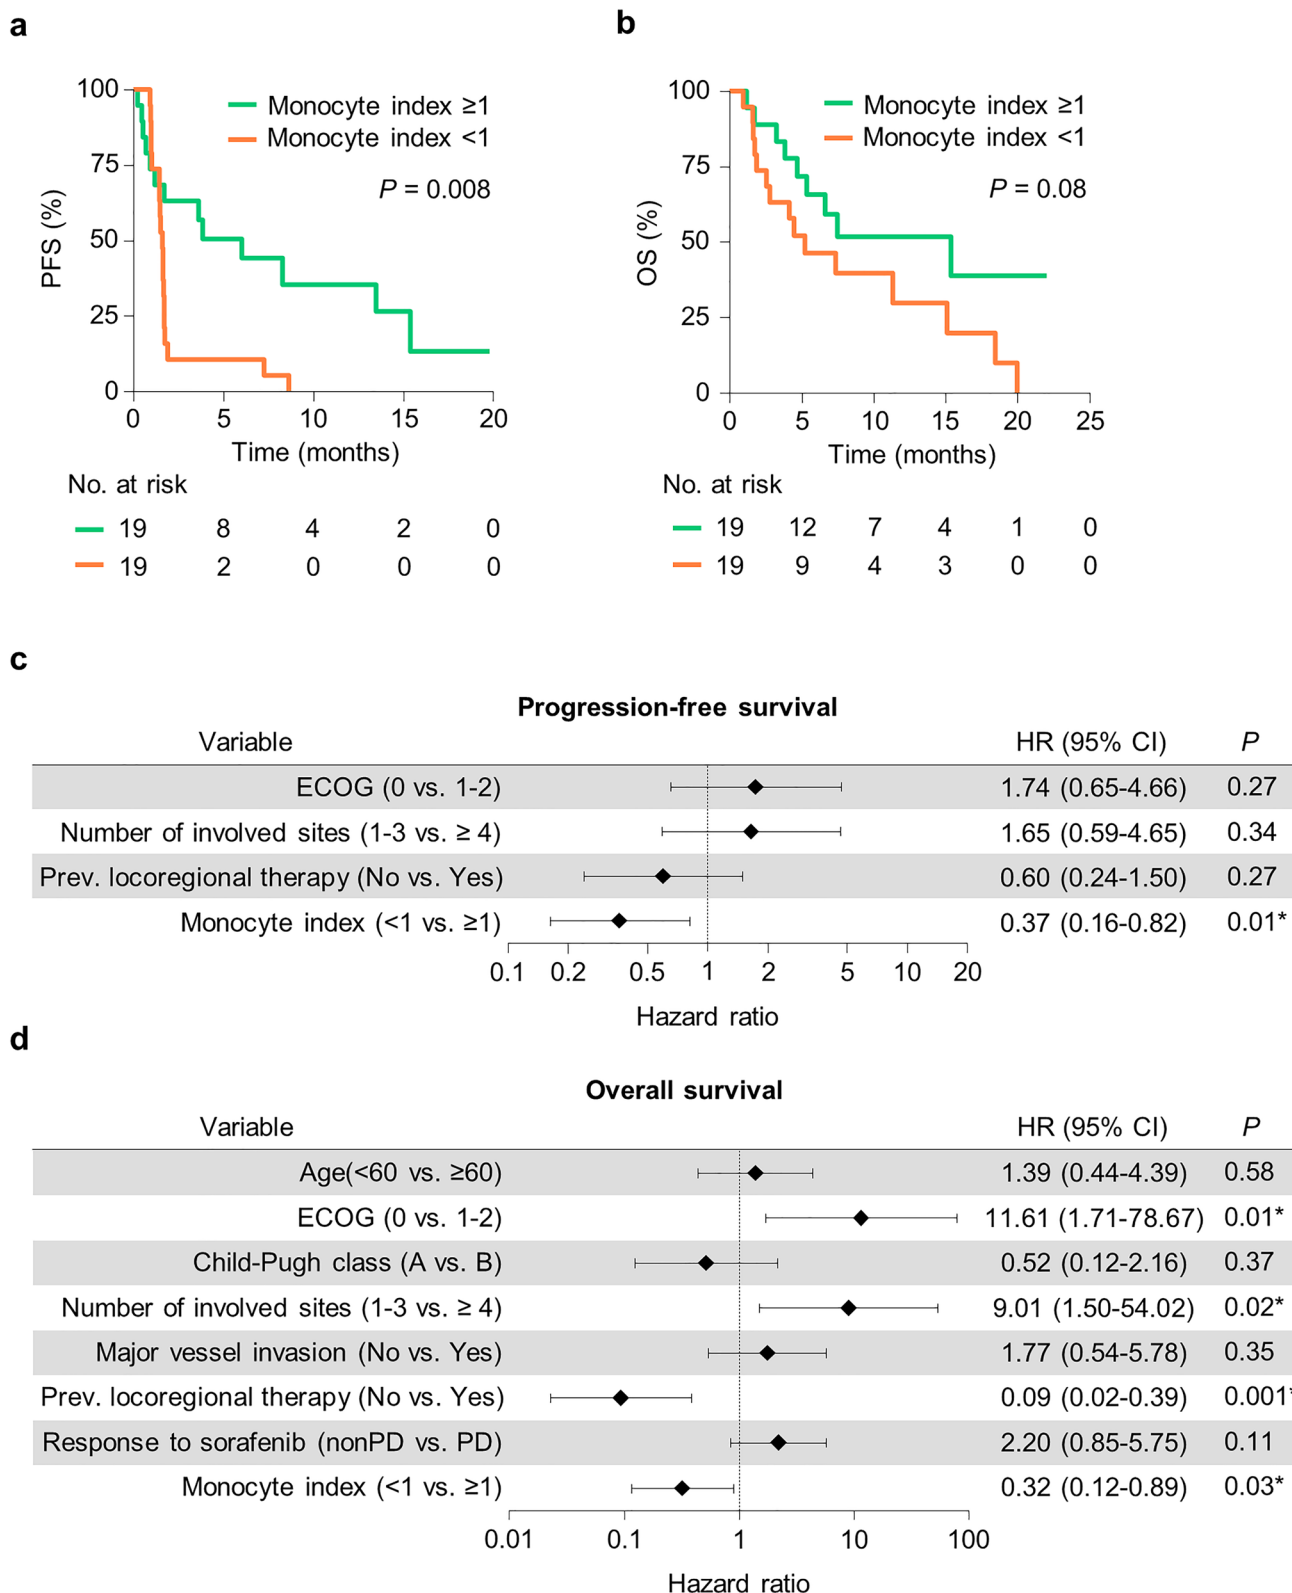 a
100
75
50
25
0
PFS (%)
Monocyte index ≥1
Monocyte index <1
P = 0.008
0 5 10 15 20
Time (months)
No. at risk
19 8 4 2 0
19 2 0 0 0
b
100
75
50
25
0
OS (%)
Monocyte index ≥1
Monocyte index <1
P = 0.08
0 5 10 15 20 25
Time (months)
No. at risk
19 12 7 4 1 0
19 9 4 3 0 0
c
Progression-free survival
Variable HR (95% CI) P
ECOG (0 vs. 1-2) 1.74 (0.65-4.66) 0.27
Number of involved sites (1-3 vs. ≥ 4) 1.65 (0.59-4.65) 0.34
Prev. locoregional therapy (No vs. Yes) 0.60 (0.24-1.50) 0.27
Monocyte index (<1 vs. ≥1) 0.37 (0.16-0.82) 0.01*
0.1 0.2 0.5 1 2 5 10 20
Hazard ratio
d
Overall survival
Variable HR (95% CI) P
Age(<60 vs. ≥60) 1.39 (0.44-4.39) 0.58
ECOG (0 vs. 1-2) 11.61 (1.71-78.67) 0.01*
Child-Pugh class (A vs. B) 0.52 (0.12-2.16) 0.37
Number of involved sites (1-3 vs. ≥ 4) 9.01 (1.50-54.02) 0.02*
Major vessel invasion (No vs. Yes) 1.77 (0.54-5.78) 0.35
Prev. locoregional therapy (No vs. Yes) 0.09 (0.02-0.39) 0.001*
Response to sorafenib (nonPD vs. PD) 2.20 (0.85-5.75) 0.11
Monocyte index (<1 vs. ≥1) 0.32 (0.12-0.89) 0.03*
0.01 0.1 1 10 100
Hazard ratio